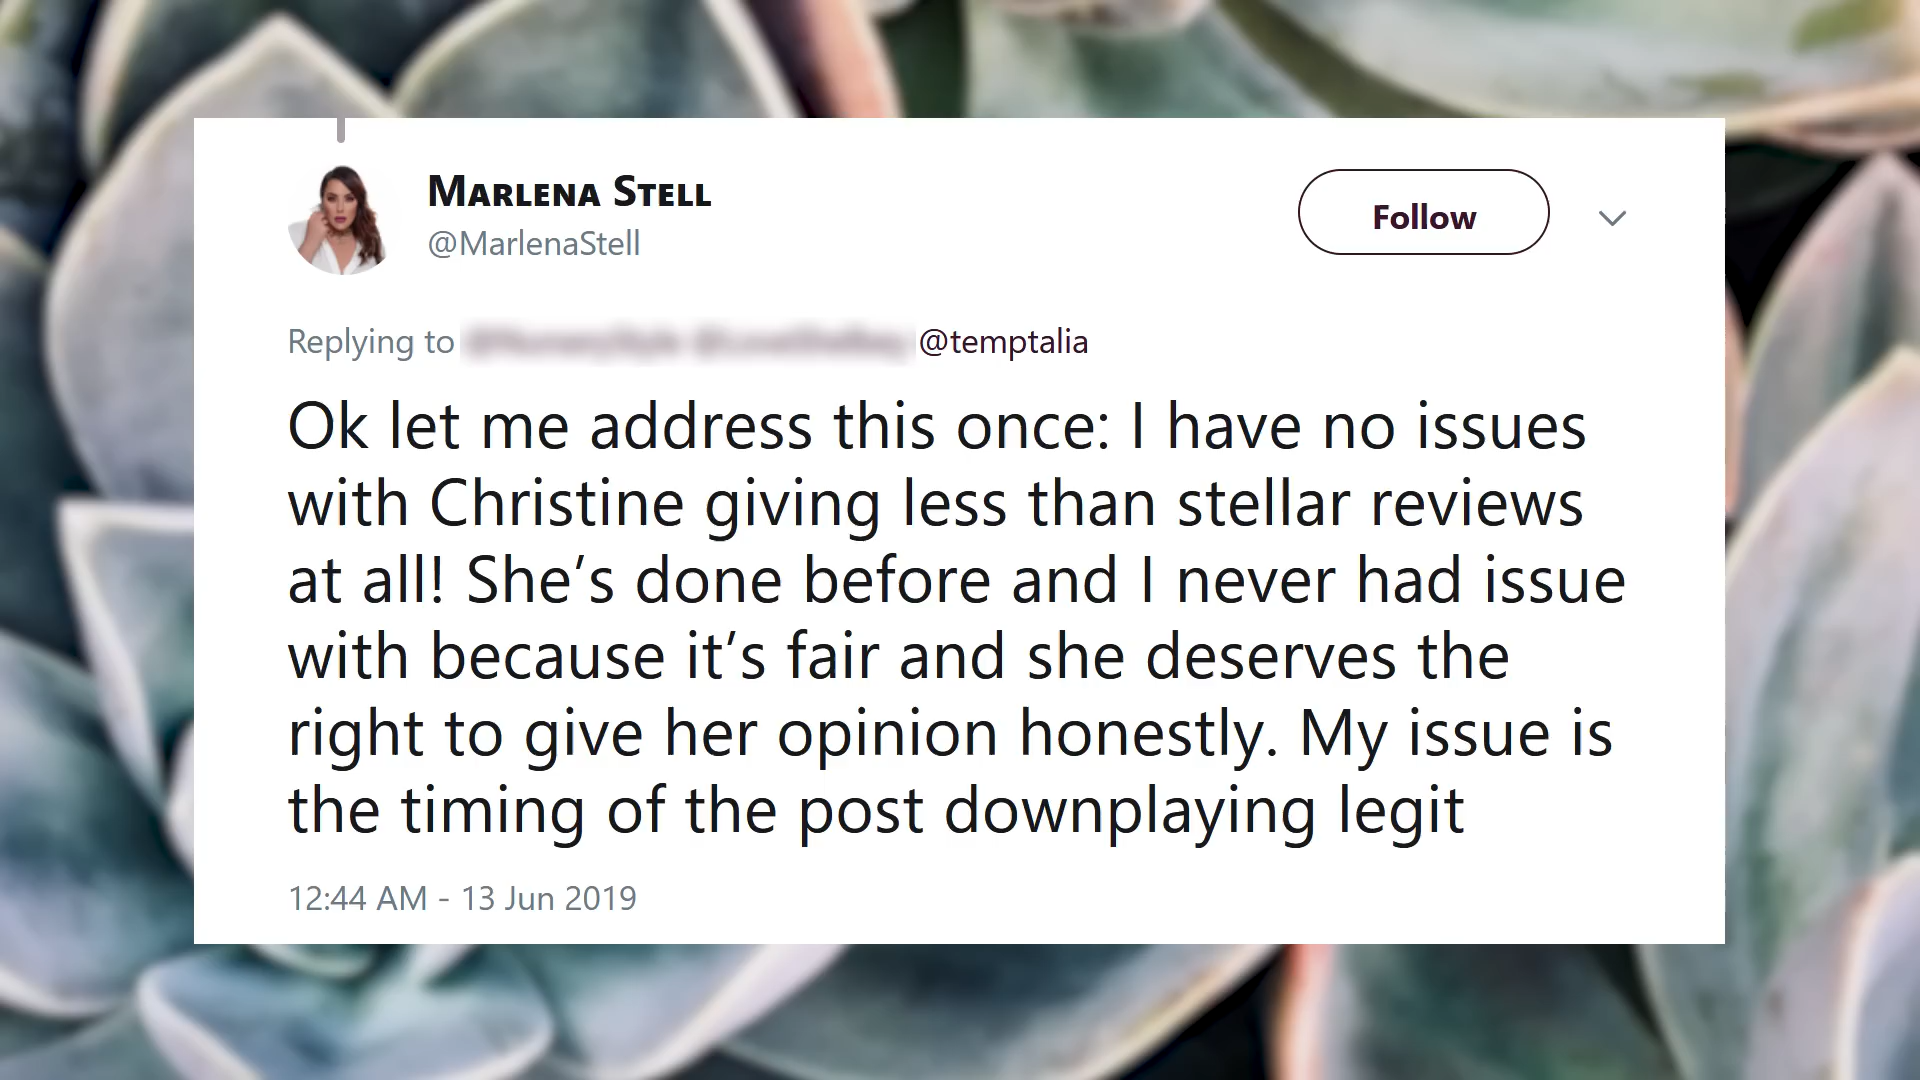 Marlena Stell
@MarlenaStell
Follow
Replying to @temptalia
Ok let me address this once: I have no issues
with Christine giving less than stellar reviews
at all! She’s done before and I never had issue
with because it’s fair and she deserves the
right to give her opinion honestly. My issue is
the timing of the post downplaying legit
12:44 AM - 13 Jun 2019